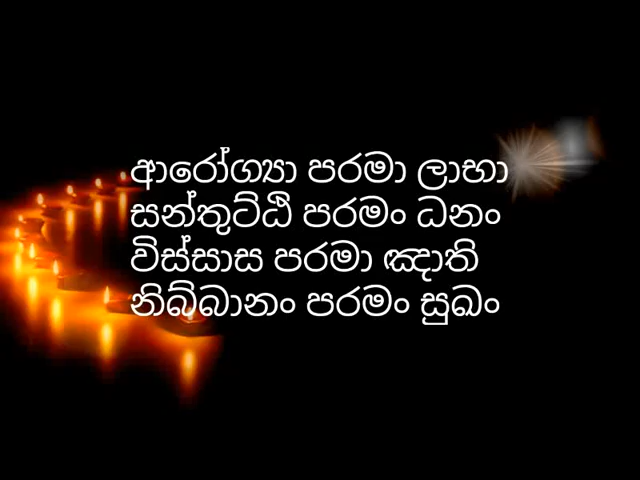 ආරෝග්‍යා පරමා ලාභා
සන්තුට්ඨි පරමං ධනං
විස්සාස පරමා ඤාති
නිබ්බානං පරමං සුඛං